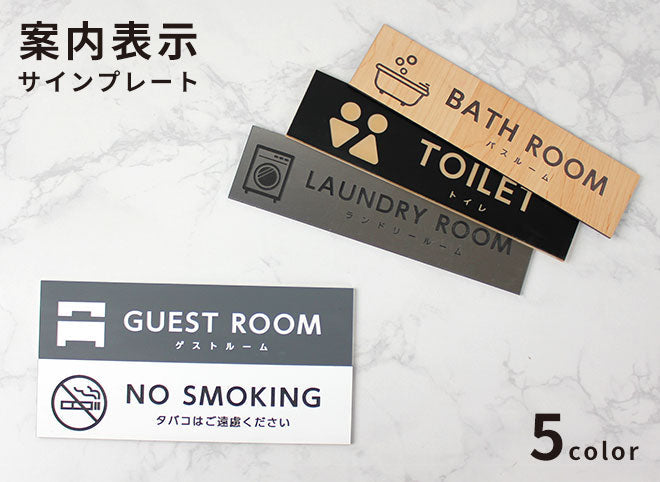 案内表示
サインプレート
BATH ROOM
バスルーム
TOILET
トイレ
LAUNDRY ROOM
ランドリールーム
GUEST ROOM
ゲストルーム
NO SMOKING
タバコはご遠慮ください
5color